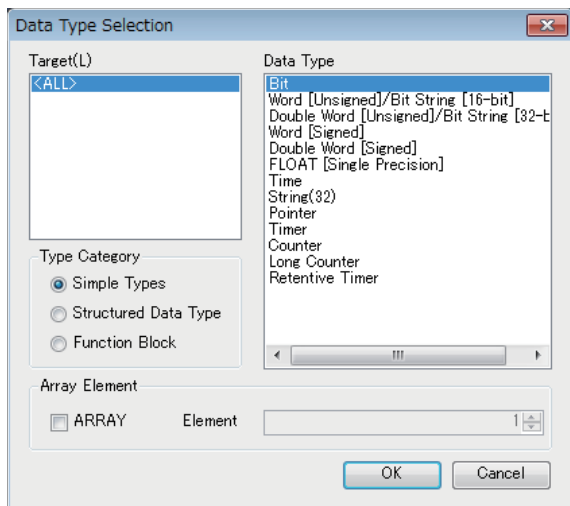 Data Type Selection
Target(L)
<ALL>
Data Type
Bit
Word [Unsigned]/Bit String [16-bit]
Double Word [Unsigned]/Bit String [32-b
Word [Signed]
Double Word [Signed]
FLOAT [Single Precision]
Time
String(32)
Pointer
Timer
Counter
Long Counter
Retentive Timer
Type Category
Simple Types
Structured Data Type
Function Block
Array Element
ARRAY Element 1
OK Cancel